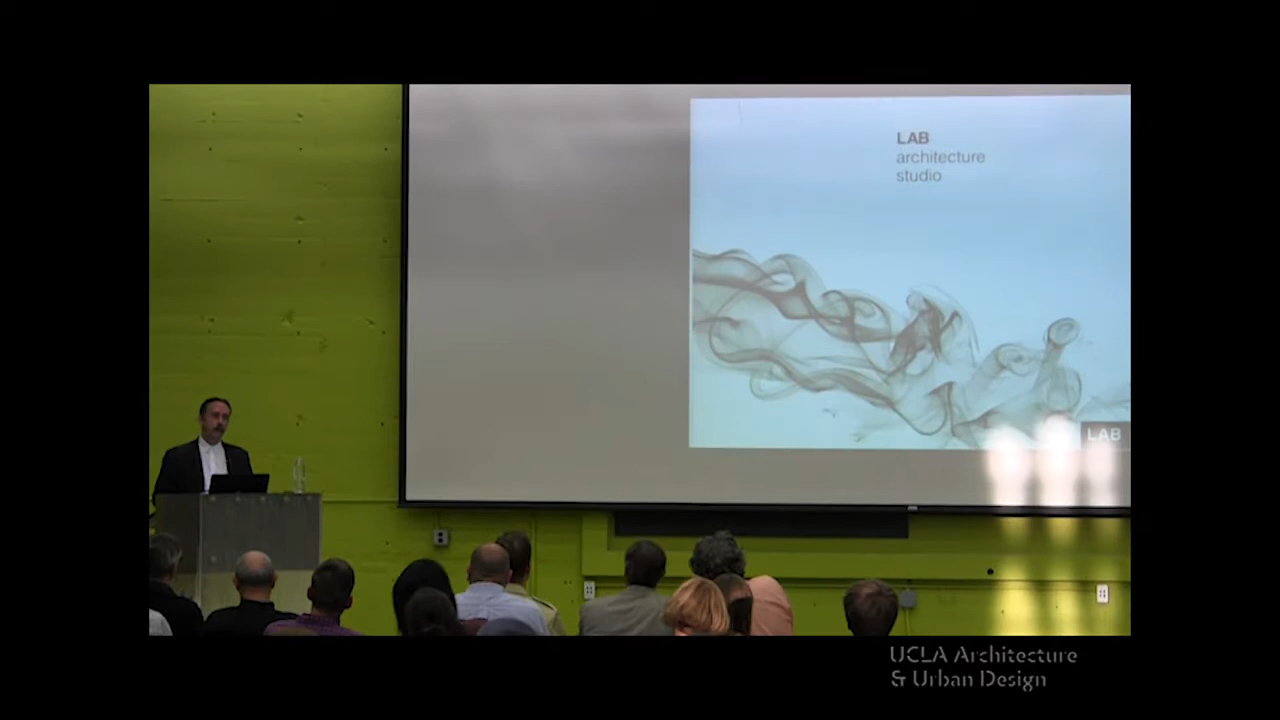 LAB
architecture
studio
LAB
UCLA Architecture
& Urban Design